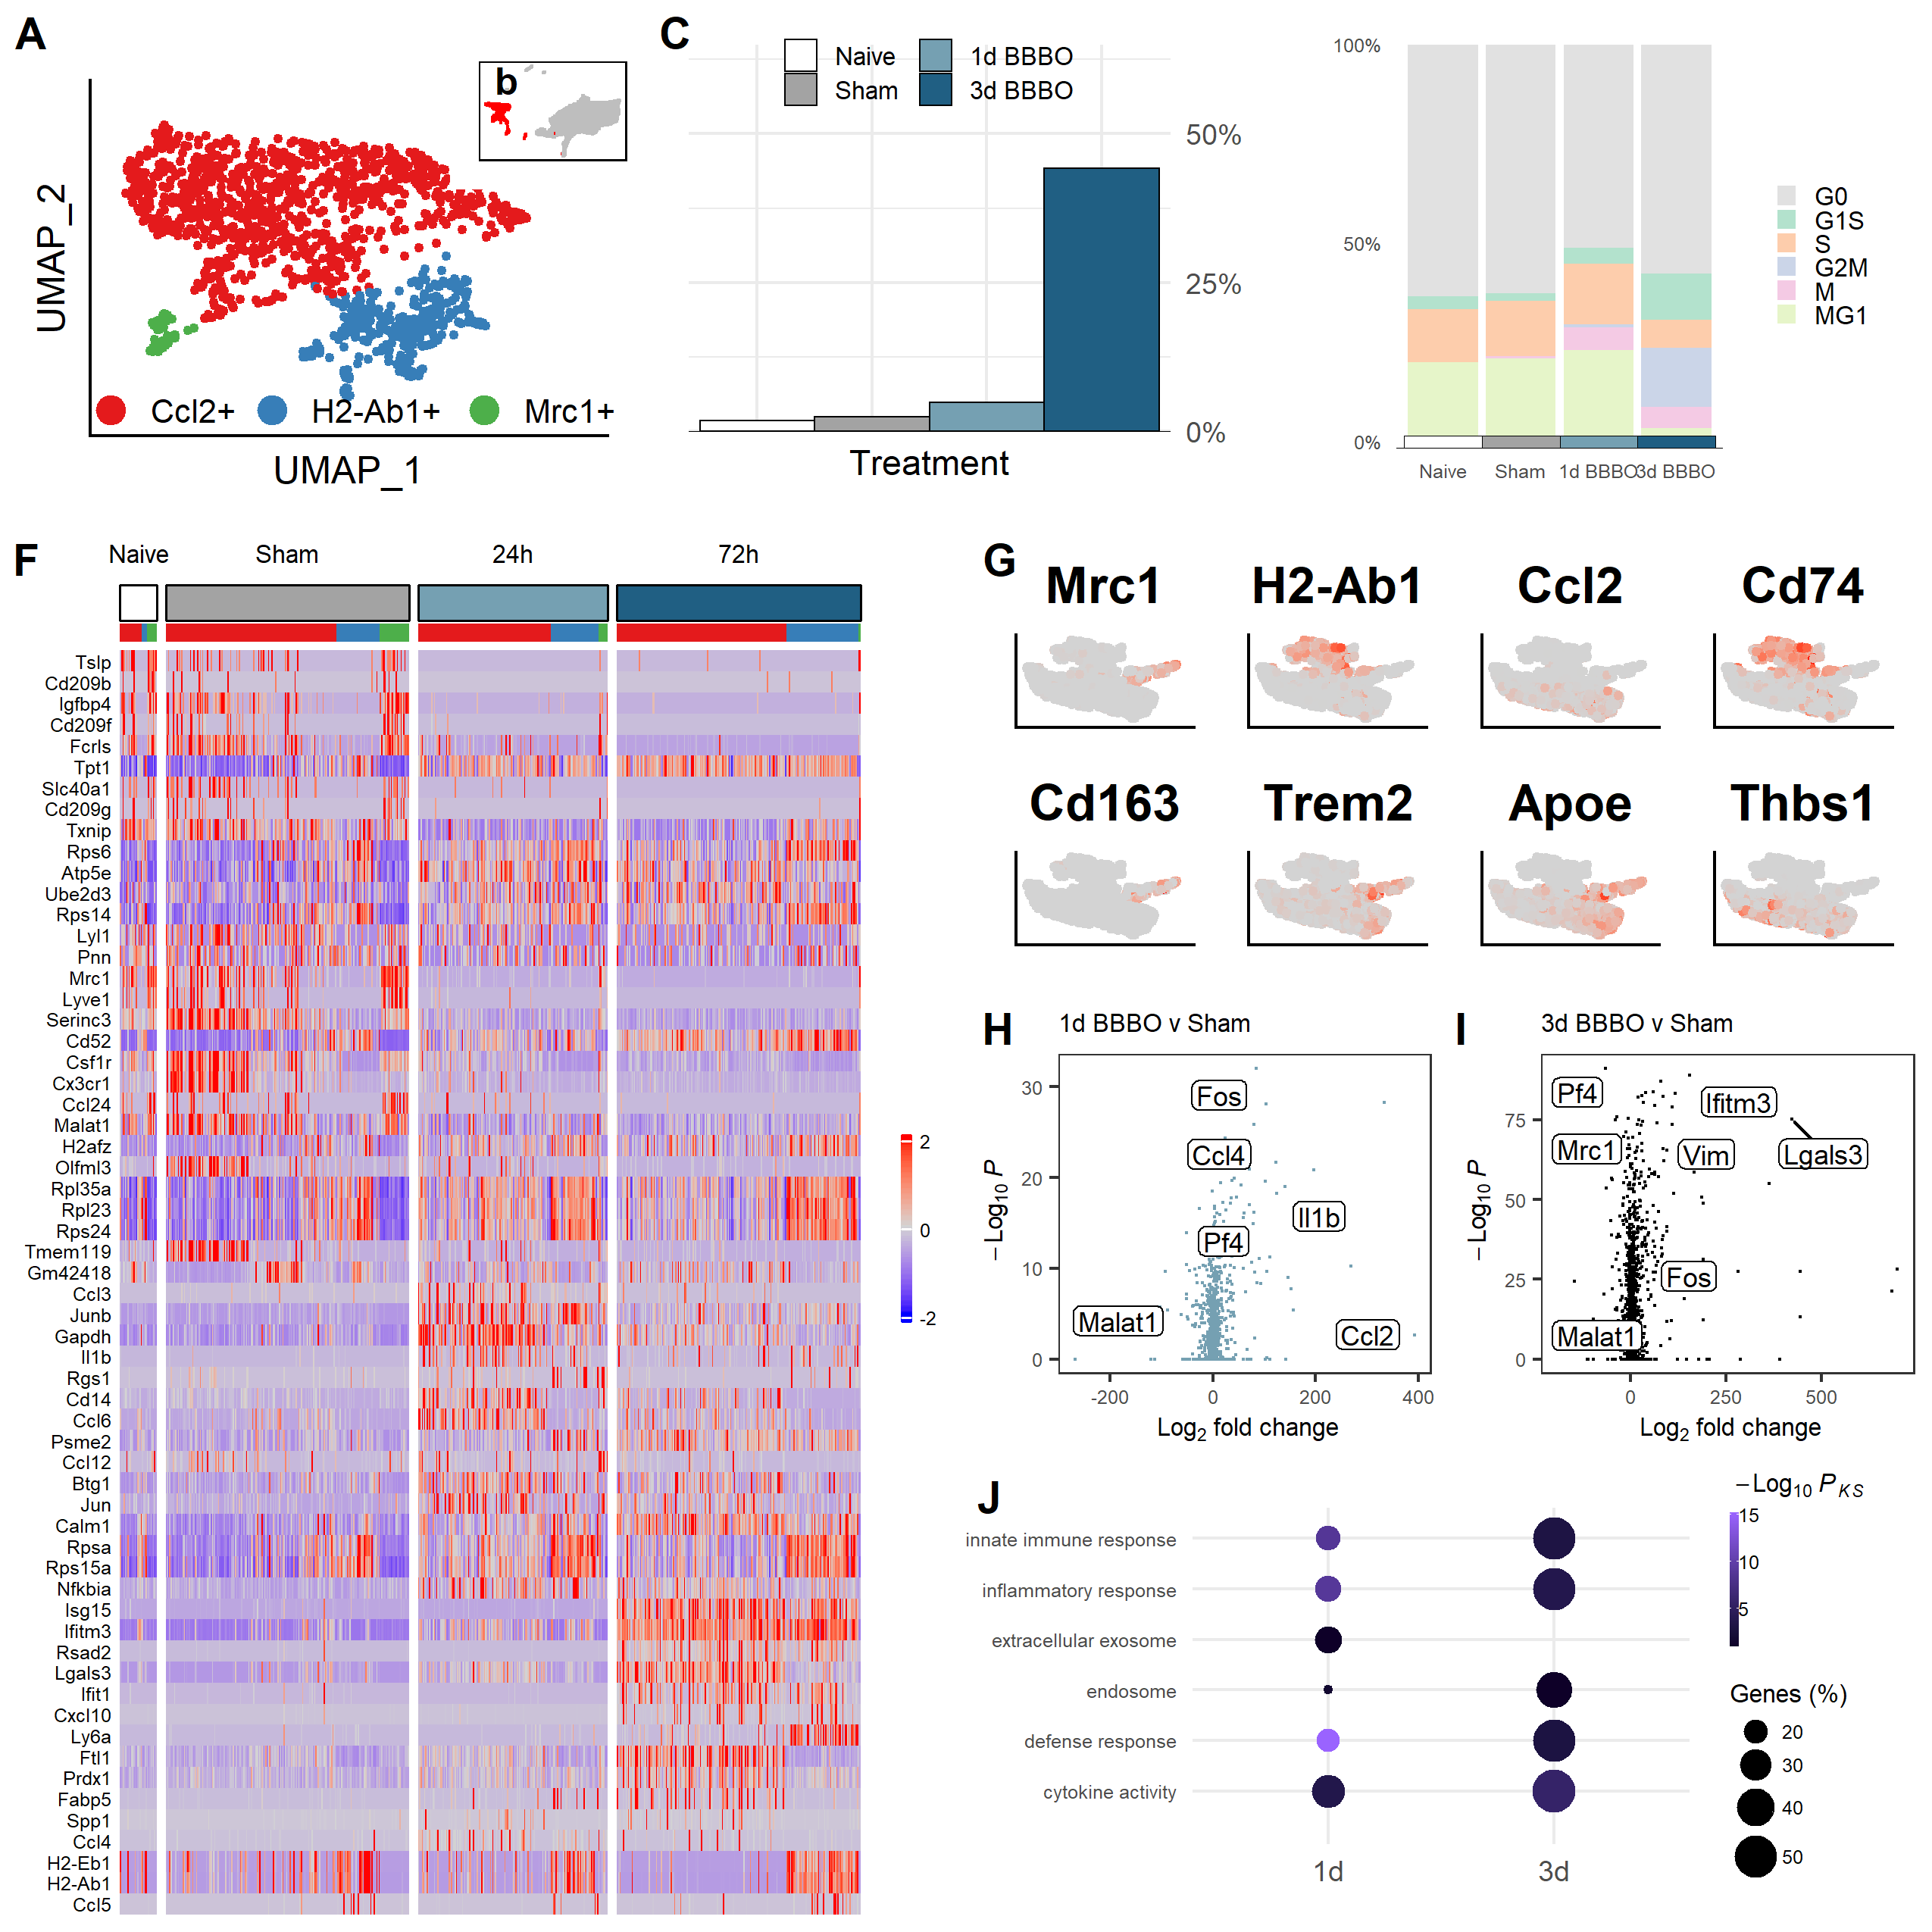 A
b
UMAP_2
Ccl2+ H2-Ab1+ Mrc1+
UMAP_1
C
Naive 1d BBBO
Sham 3d BBBO
50%
25%
0%
Treatment
100%
50%
0%
Naive Sham 1d BBBO 3d BBBO
G0
G1S
S
G2M
M
MG1
F
Naive Sham 24h 72h
Tslp
Cd209b
Igfbp4
Cd209f
Fcrls
Tpt1
Slc40a1
Cd209g
Txnip
Rps6
Atp5e
Ube2d3
Rps14
Lyl1
Pnn
Mrc1
Lyve1
Serinc3
Cd52
Csf1r
Cx3cr1
Ccl24
Malat1
H2afz
Olfml3
Rpl35a
Rpl23
Rps24
Tmem119
Gm42418
Ccl3
Junb
Gapdh
Il1b
Rgs1
Cd14
Ccl6
Psme2
Ccl12
Btg1
Jun
Calm1
Rpsa
Rps15a
Nfkbia
Isg15
Ifitm3
Rsad2
Lgals3
Ifit1
Cxcl10
Ly6a
Ftl1
Prdx1
Fabp5
Spp1
Ccl4
H2-Eb1
H2-Ab1
Ccl5
2
0
-2
G
Mrc1 H2-Ab1 Ccl2 Cd74
Cd163 Trem2 Apoe Thbs1
H 1d BBBO v Sham
30
20
10
0
− Log10 P
Fos
Ccl4
Il1b
Pf4
Malat1
Ccl2
-200 0 200 400
Log2 fold change
I 3d BBBO v Sham
75
50
25
0
− Log10 P
Pf4
Ifitm3
Mrc1
Vim
Lgals3
Fos
Malat1
0 250 500
Log2 fold change
J
innate immune response
inflammatory response
extracellular exosome
endosome
defense response
cytokine activity
1d 3d
− Log10 PKS
15
10
5
Genes (%)
20
30
40
50